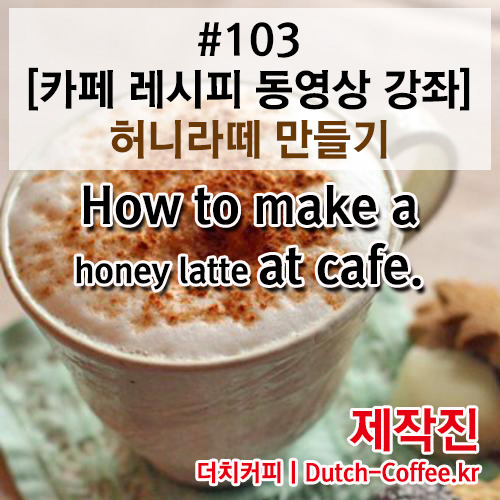 #103
[카페 레시피 동영상 강좌]
허니라떼 만들기
How to make a
honey latte at cafe.
제작진
더치커피 | Dutch-Coffee.kr